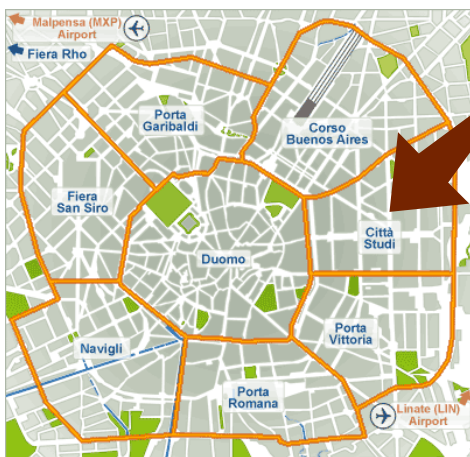 Malpensa (MXP)
Airport
Fiera Rho
Porta
Garibaldi
Corso
Buenos Aires
Fiera
San Siro
Città
Studi
Duomo
Navigli
Porta
Vittoria
Porta
Romana
Linate (LIN)
Airport